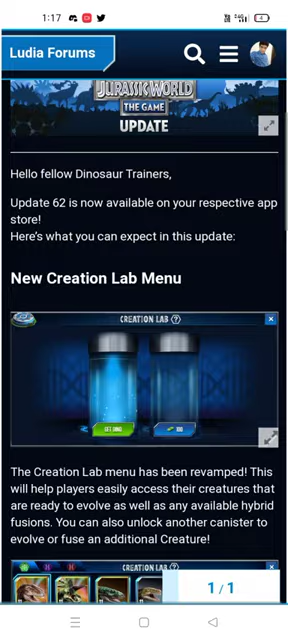 1:17
4
Ludia Forums
JURASSIC WORLD
THE GAME
UPDATE
Hello fellow Dinosaur Trainers,
Update 62 is now available on your respective app
store!
Here's what you can expect in this update:
New Creation Lab Menu
CREATION LAB ?
GET DINO
100
The Creation Lab menu has been revamped! This
will help players easily access their creatures that
are ready to evolve as well as any available hybrid
fusions. You can also unlock another canister to
evolve or fuse an additional Creature!
CREATION LAB ?
1 / 1